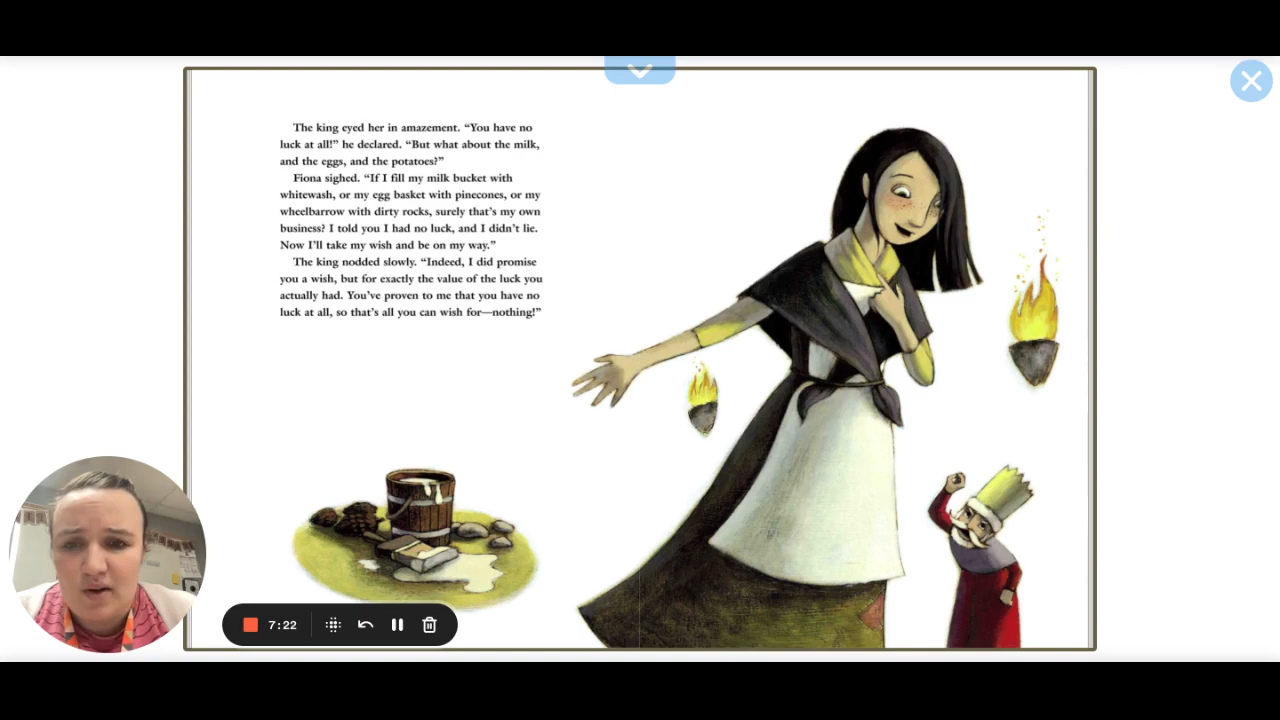 The king eyed her in amazement. “You have no
luck at all!” he declared. “But what about the milk,
and the eggs, and the potatoes?”
Fiona sighed. “If I fill my milk bucket with
whitewash, or my egg basket with pinecones, or my
wheelbarrow with dirty rocks, surely that’s my own
business? I told you I had no luck, and I didn’t lie.
Now I’ll take my wish and be on my way.”
The king nodded slowly. “Indeed, I did promise
you a wish, but for exactly the value of the luck you
actually had. You’ve proven to me that you have no
luck at all, so that’s all you can wish for—nothing!”
7:22